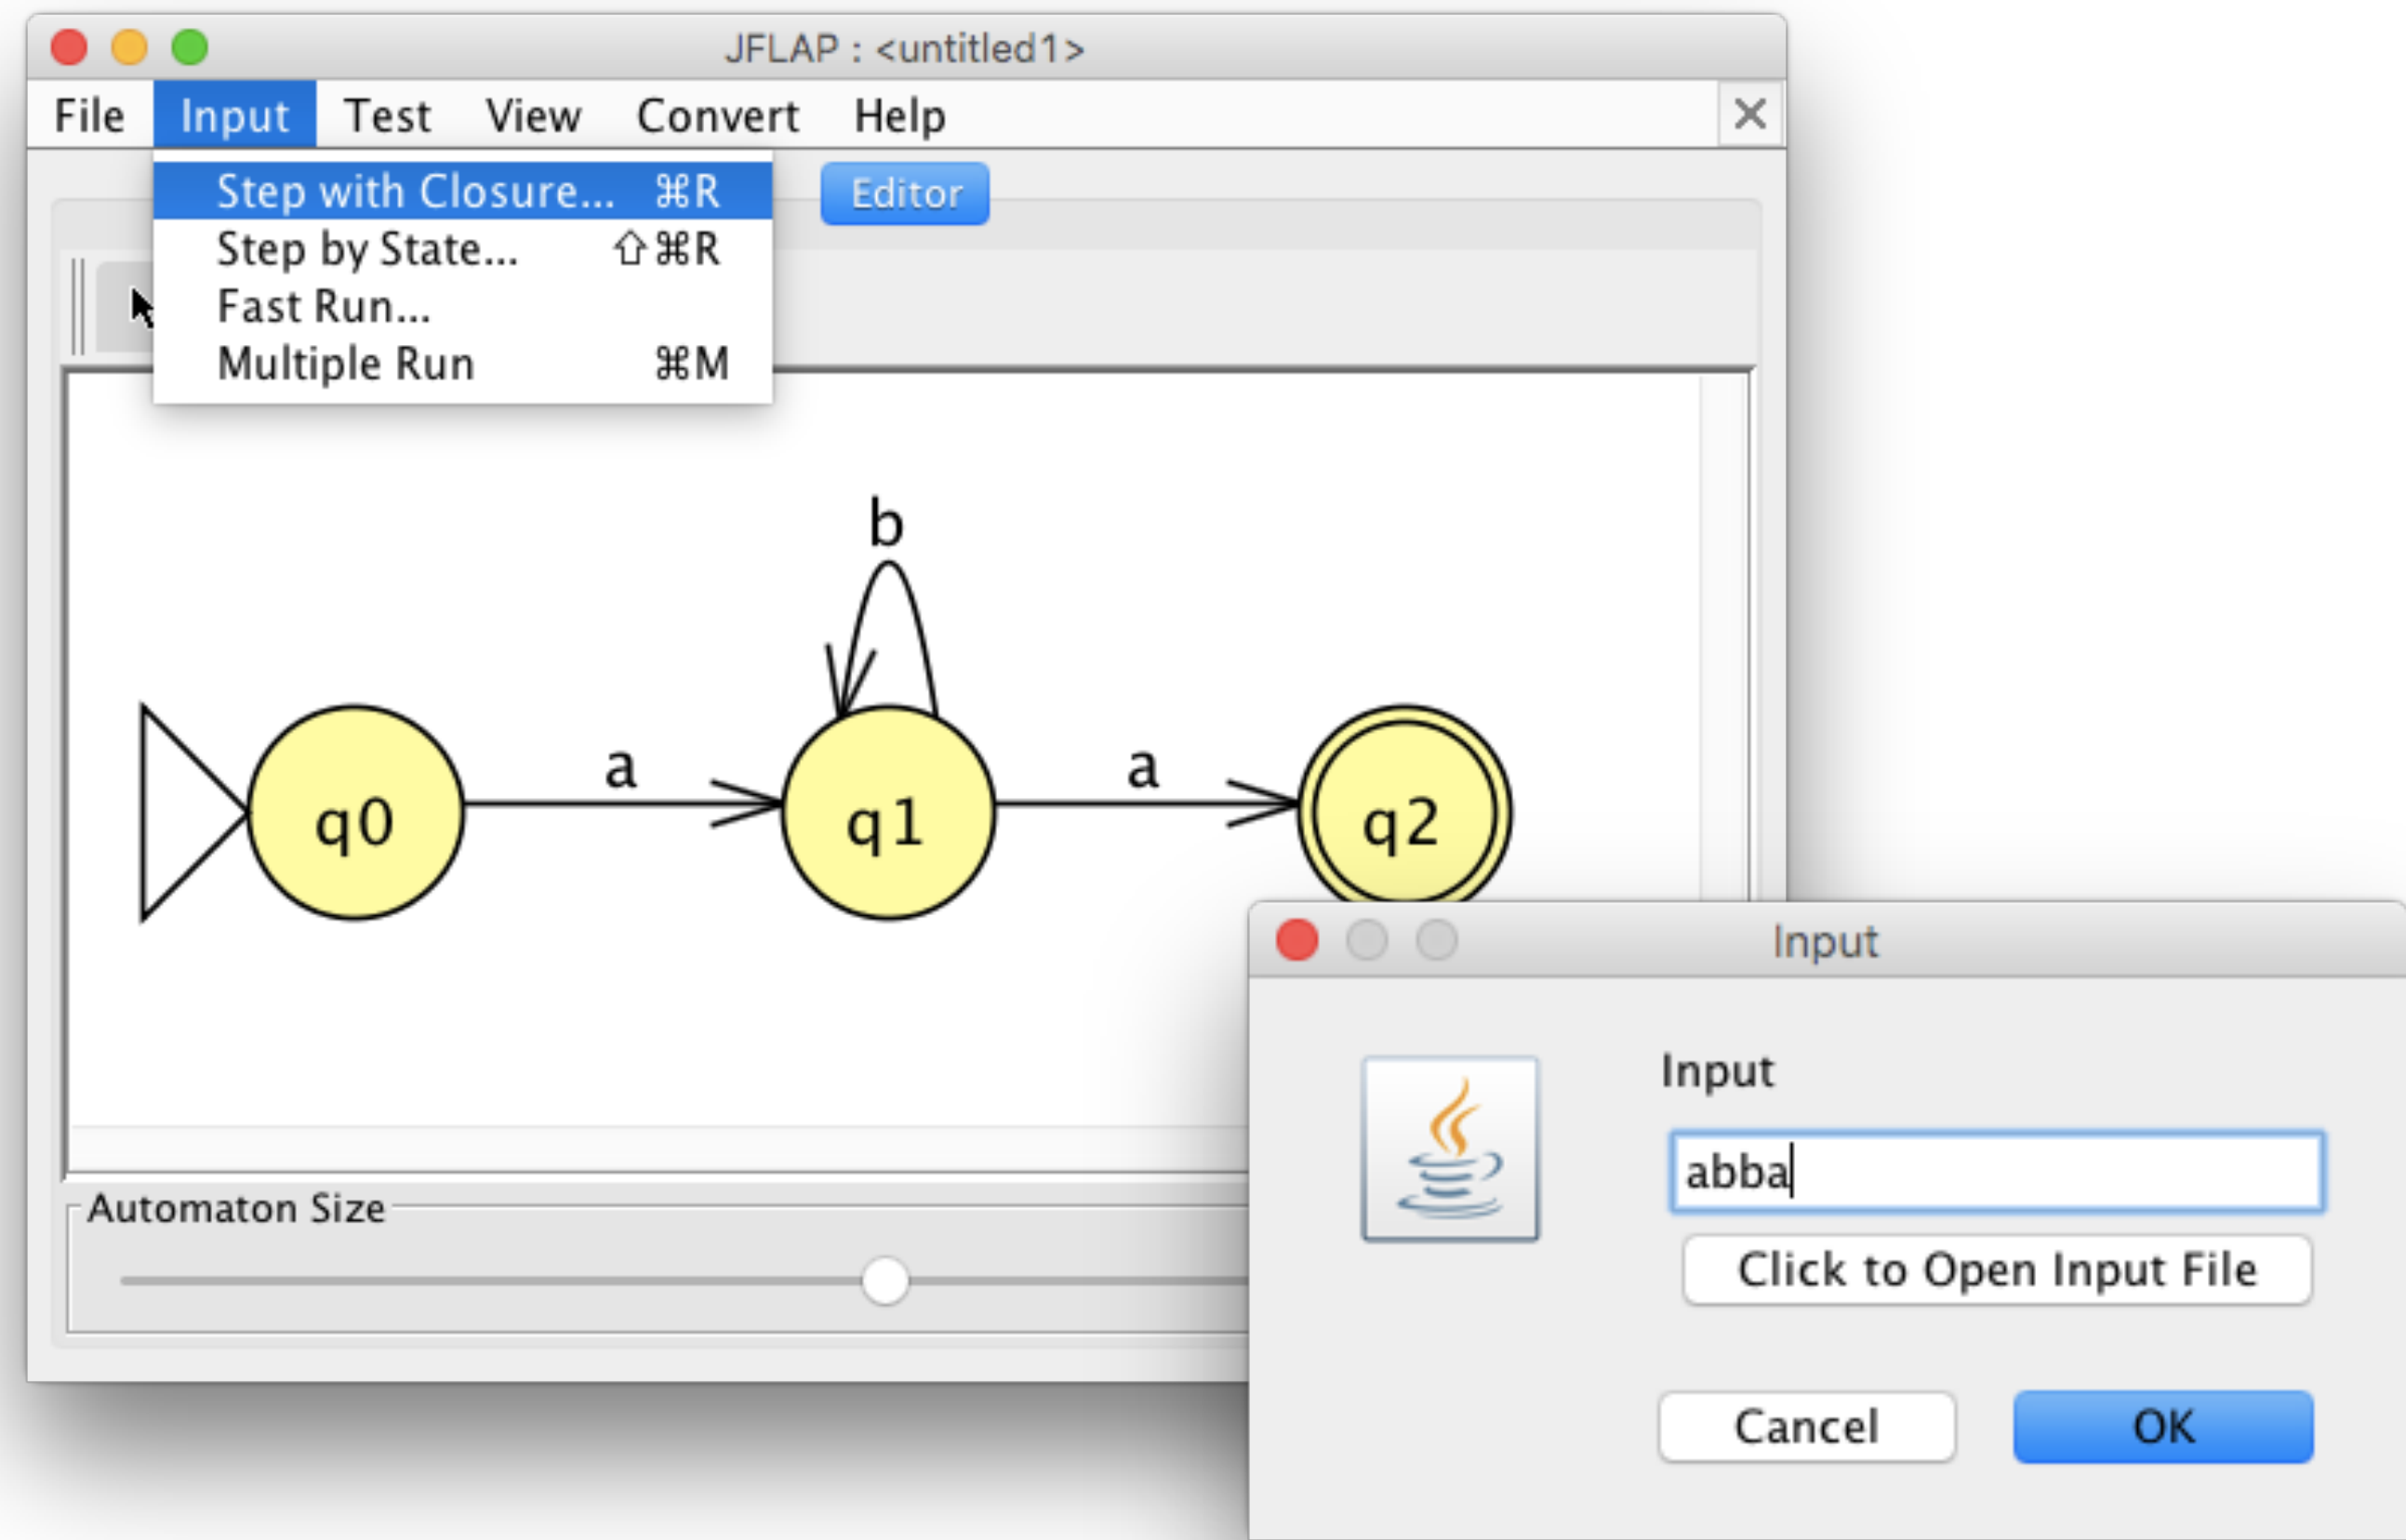 JFLAP : <untitled1>
File Input Test View Convert Help
Step with Closure... ⌘R
Editor
Step by State... ⇧⌘R
Fast Run...
Multiple Run ⌘M
b
a a
q0 q1 q2
Input
Input
abba
Click to Open Input File
Automaton Size
Cancel OK